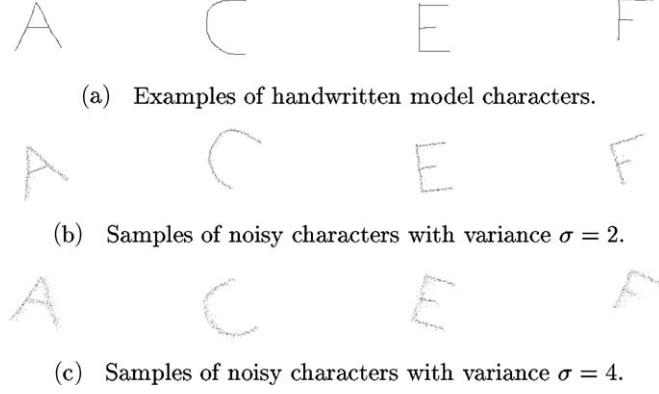 A C E F
(a) Examples of handwritten model characters.
A C E F
(b) Samples of noisy characters with variance σ = 2.
A C E F
(c) Samples of noisy characters with variance σ = 4.